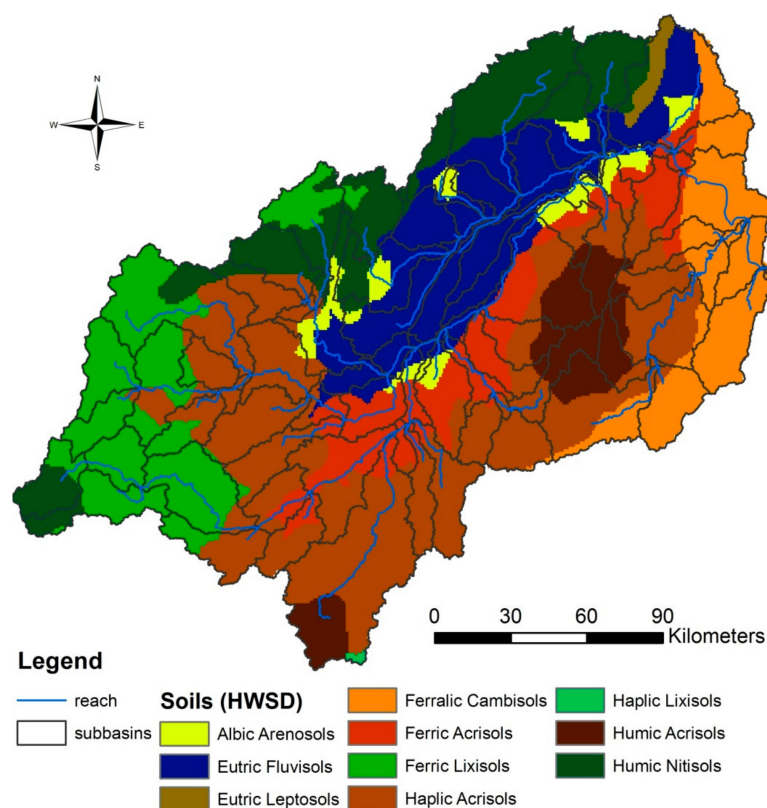 N
W E
S
0 30 60 90
Kilometers
Legend
reach
subbasins
Soils (HWSD)
Albic Arenosols
Eutric Fluvisols
Eutric Leptosols
Ferralic Cambisols
Ferric Acrisols
Ferric Lixisols
Haplic Acrisols
Haplic Lixisols
Humic Acrisols
Humic Nitisols